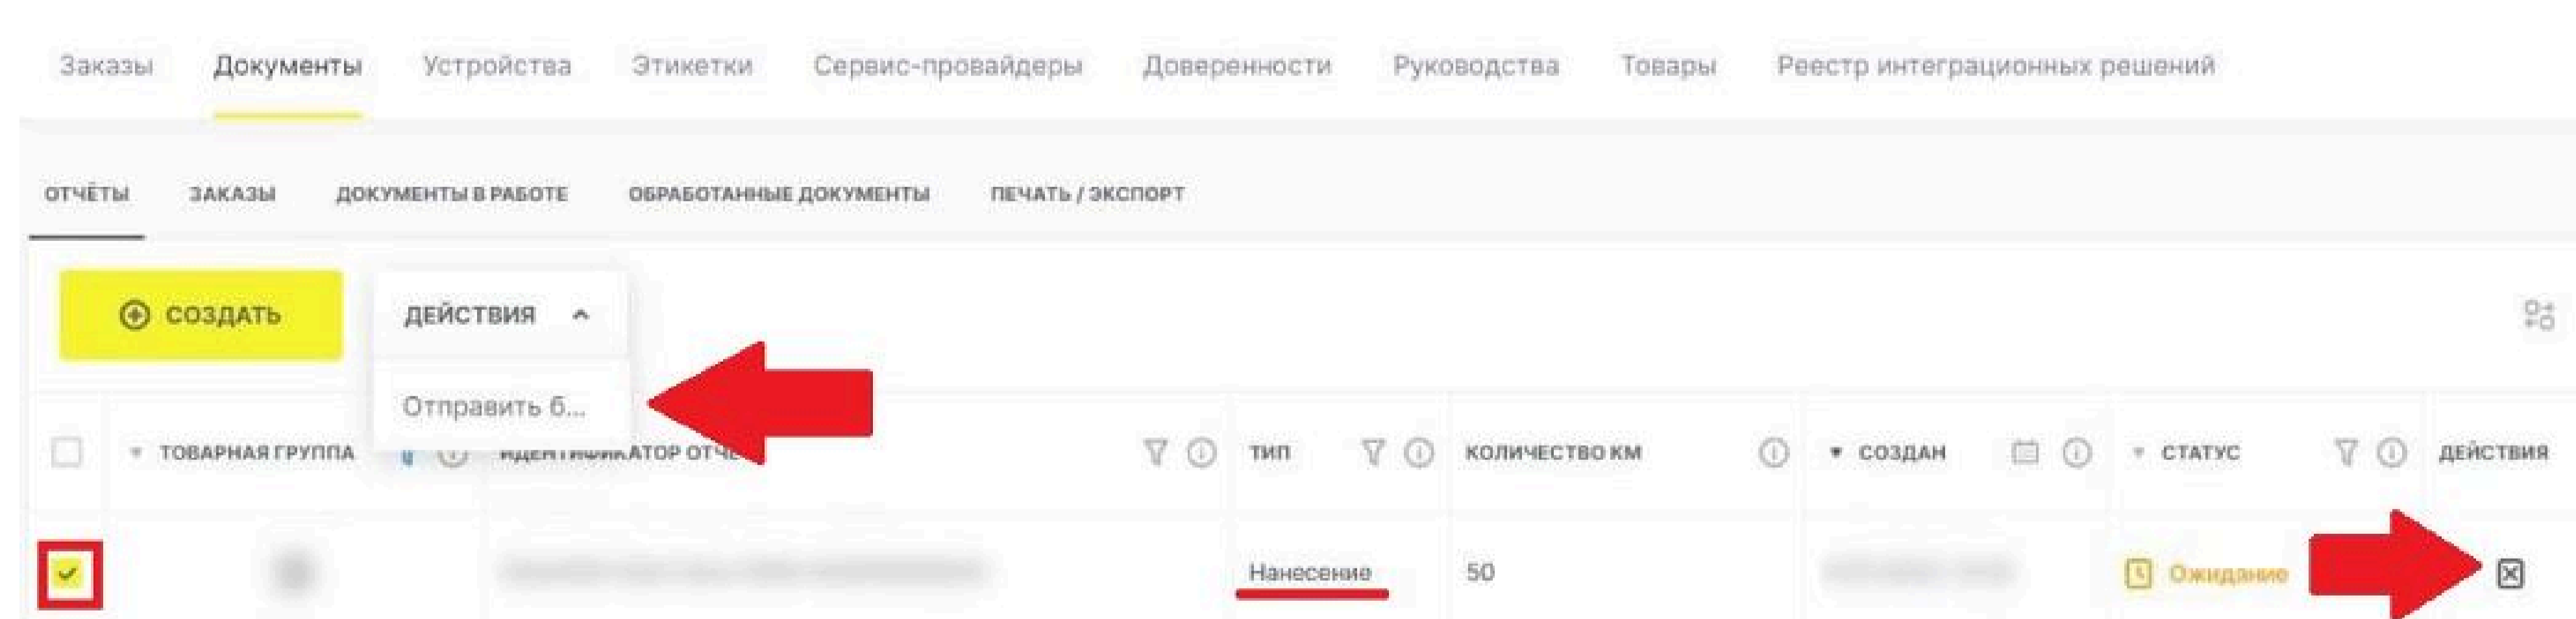 Заказы Документы Устройства Этикетки Сервис-провайдеры Доверенности Руководства Товары Реестр интеграционных решений
ОТЧЁТЫ ЗАКАЗЫ ДОКУМЕНТЫ В РАБОТЕ ОБРАБОТАННЫЕ ДОКУМЕНТЫ ПЕЧАТЬ / ЭКСПОРТ
СОЗДАТЬ ДЕЙСТВИЯ
Отправить б...
ТОВАРНАЯ ГРУППА ИДЕНТИФИКАТОР ТИП КОЛИЧЕСТВО КМ СОЗДАН СТАТУС ДЕЙСТВИЯ
Нанесение 50 Ожидание